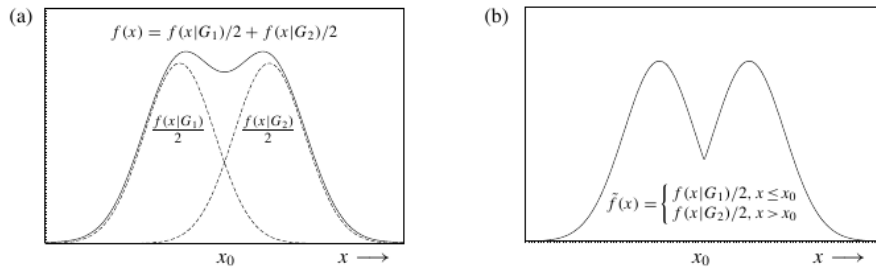 (a)
f(x) = f(x|G₁)/2 + f(x|G₂)/2
f(x|G₁)
2
f(x|G₂)
2
x₀
x ⟶
(b)
f̃(x) = { f(x|G₁)/2, x ≤ x₀
f(x|G₂)/2, x > x₀
x₀
x ⟶